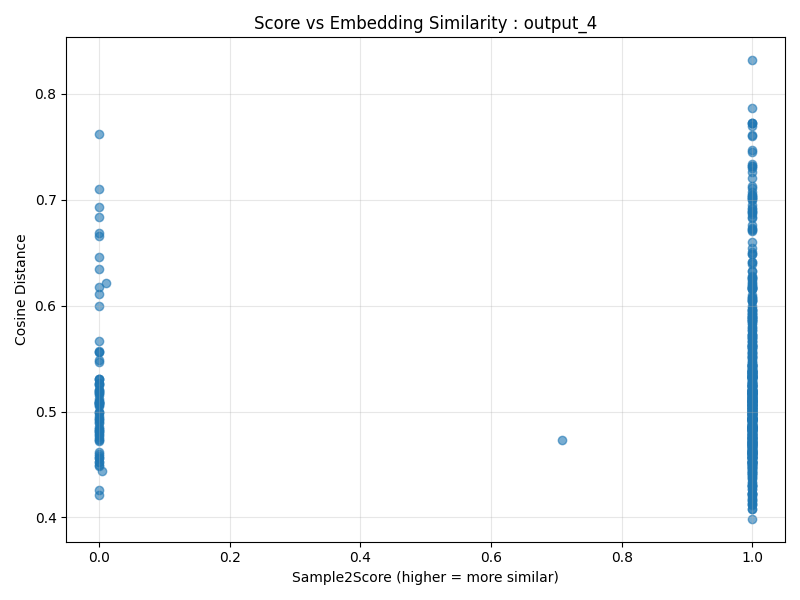 Score vs Embedding Similarity : output_4
Cosine Distance
0.8
0.7
0.6
0.5
0.4
0.0 0.2 0.4 0.6 0.8 1.0
Sample2Score (higher = more similar)